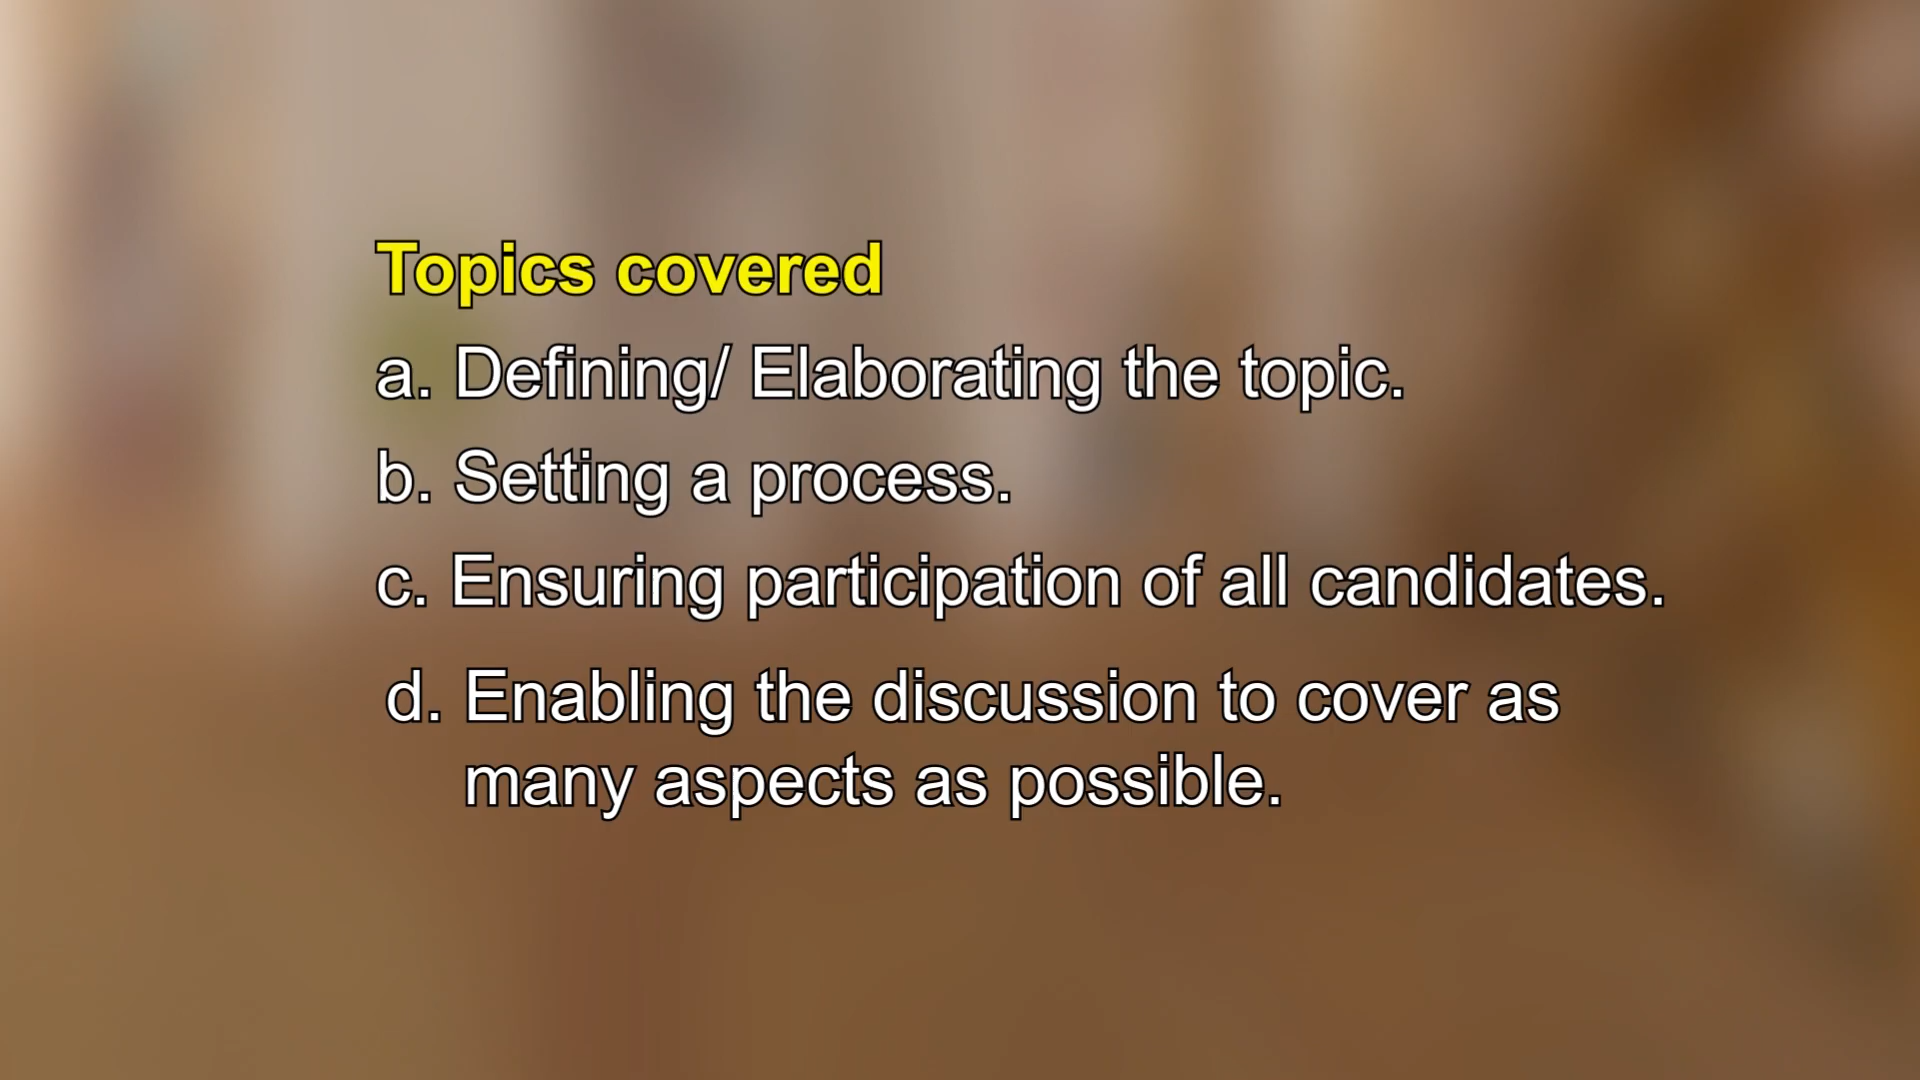 Topics covered
a. Defining/ Elaborating the topic.
b. Setting a process.
c. Ensuring participation of all candidates.
d. Enabling the discussion to cover as
many aspects as possible.